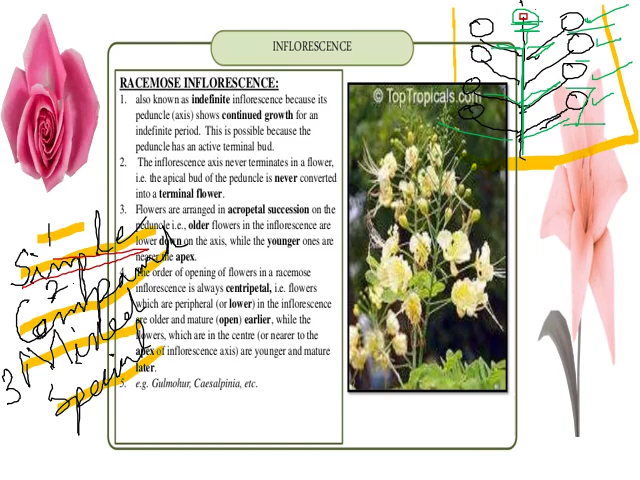 INFLORESCENCE
RACEMOSE INFLORESCENCE:
1. also known as indefinite inflorescence because its
peduncle (axis) shows continued growth for an
indefinite period. This is possible because the
peduncle has an active terminal bud.
2. The inflorescence axis never terminates in a flower,
i.e. the apical bud of the peduncle is never converted
into a terminal flower.
3. Flowers are arranged in acropetal succession on the
peduncle i.e., older flowers in the inflorescence are
lower down on the axis, while the younger ones are
nearer the apex.
4. The order of opening of flowers in a racemose
inflorescence is always centripetal, i.e. flowers
which are peripheral (or lower) in the inflorescence
are older and mature (open) earlier, while the
flowers, which are in the centre (or nearer to the
apex of inflorescence axis) are younger and mature
later.
5. e.g. Gulmohur, Caesalpinia, etc.
© TopTropicals.com
1
Simple
2.
Compound
3 Mixed